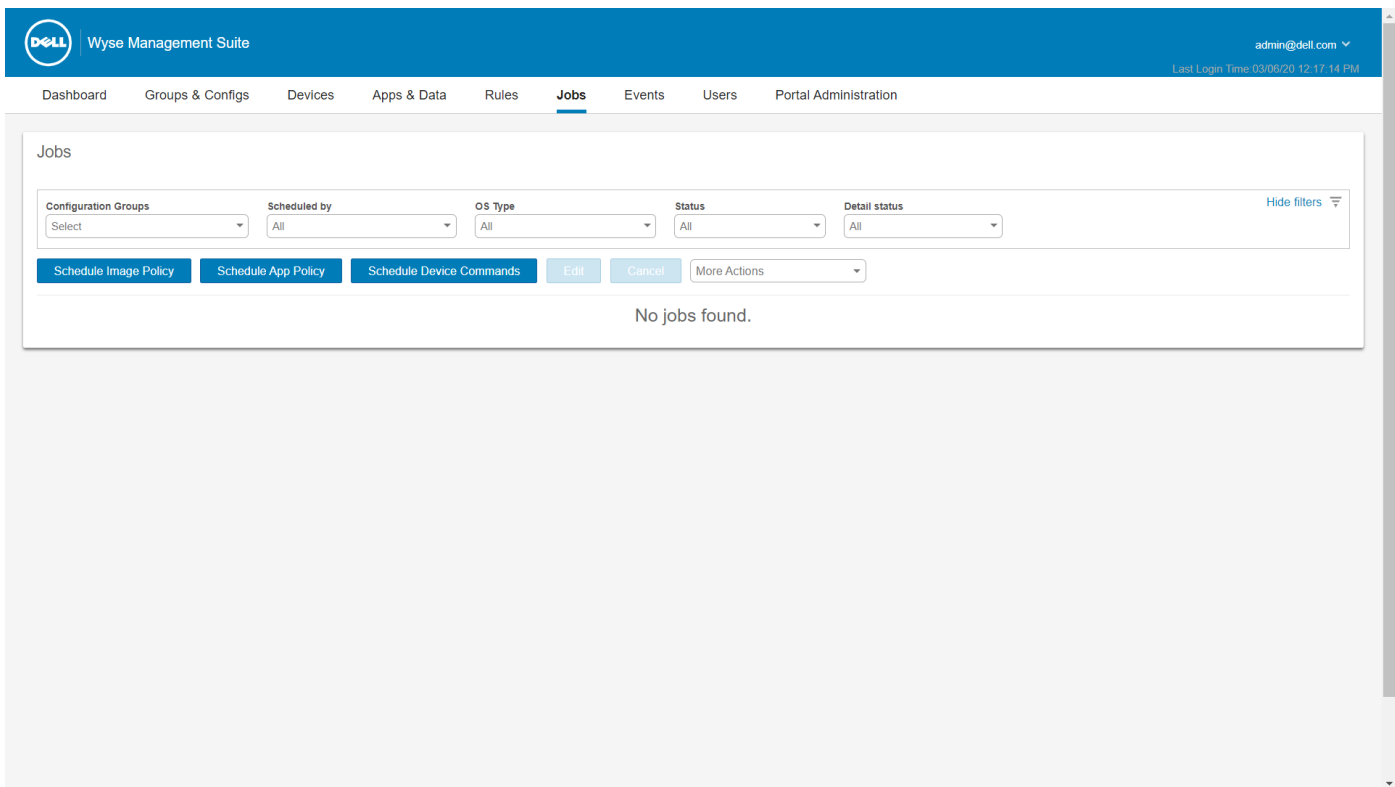 DELL
Wyse Management Suite
admin@dell.com
Last Login Time:03/06/20 12:17:14 PM
Dashboard Groups & Configs Devices Apps & Data Rules Jobs Events Users Portal Administration
Jobs
Hide filters
Configuration Groups Scheduled by OS Type Status Detail status
Select All All All All
Schedule Image Policy Schedule App Policy Schedule Device Commands Edit Cancel More Actions
No jobs found.